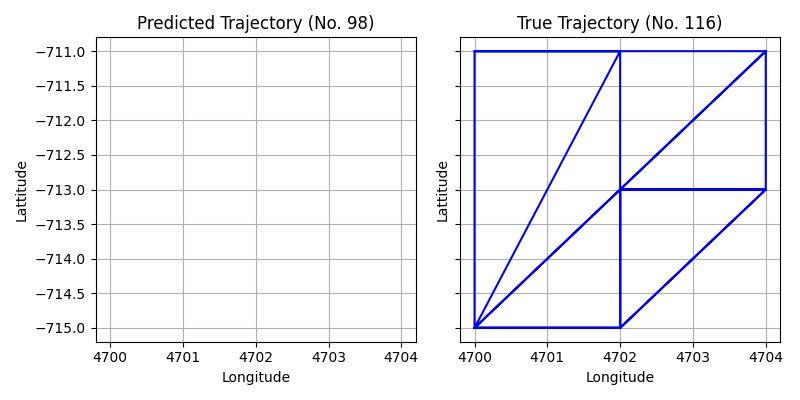 Predicted Trajectory (No. 98)
True Trajectory (No. 116)
−711.0
−711.5
−712.0
−712.5
−713.0
−713.5
−714.0
−714.5
−715.0
Lattitude
Lattitude
4700 4701 4702 4703 4704
4700 4701 4702 4703 4704
Longitude
Longitude